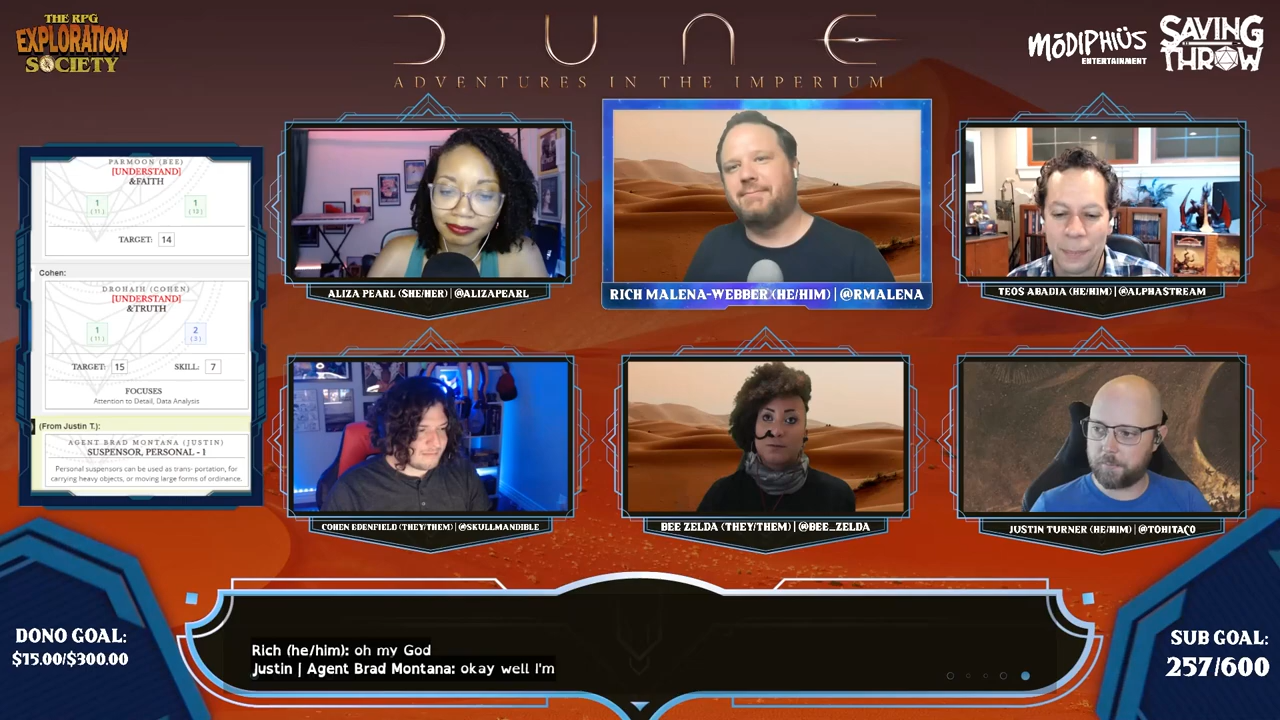 THE RPG
EXPLORATION
SOCIETY
DUNE
ADVENTURES IN THE IMPERIUM
MŌDIPHIÜS
ENTERTAINMENT
SAVING
THROW
PARMOON (BEE)
[UNDERSTAND]
&FAITH
1 1
(11) (12)
TARGET: 14
Cohen:
DROHAIH (COHEN)
[UNDERSTAND]
&TRUTH
1 2
(11)
TARGET: 15 SKILL: 7
FOCUSES
Attention to Detail, Data Analysis
(From Justin T.):
AGENT BRAD MONTANA (JUSTIN)
SUSPENSOR, PERSONAL - 1
Personal suspensors can be used as trans- portation, for
carrying heavy objects, or moving large forms of ordinance.
ALIZA PEARL (SHE/HER) | @ALIZAPEARL
RICH MALENA-WEBBER (HE/HIM) | @RMALENA
TEOS ABADIA (HE/HIM) | @ALPHASTREAM
COHEN EDENFIELD (THEY/THEM) | @SKULLMANDIBLE
BEE ZELDA (THEY/THEM) | @BEE_ZELDA
JUSTIN TURNER (HE/HIM) | @TOHITACO
DONO GOAL:
$15.00/$300.00
Rich (he/him): oh my God
Justin | Agent Brad Montana: okay well I'm
SUB GOAL:
257/600